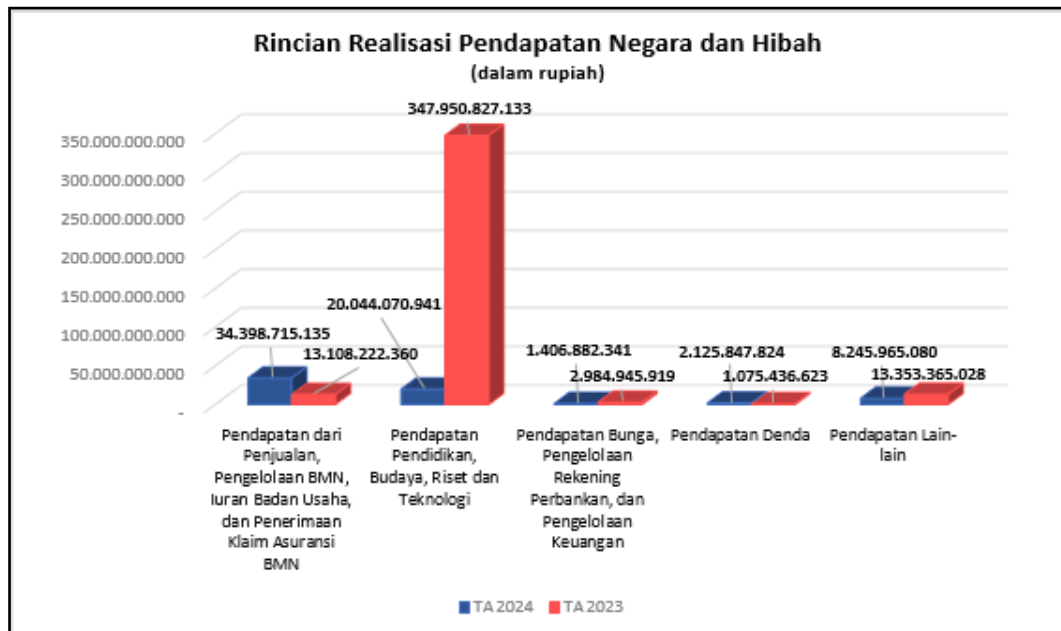 Rincian Realisasi Pendapatan Negara dan Hibah
(dalam rupiah)
347.950.827.133
350.000.000.000
300.000.000.000
250.000.000.000
200.000.000.000
150.000.000.000
100.000.000.000
50.000.000.000
-
34.398.715.135
13.108.222.360
20.044.070.941
1.406.882.341
2.984.945.919
2.125.847.824
1.075.436.623
8.245.965.080
13.353.365.028
Pendapatan dari
Penjualan,
Pengelolaan BMN,
Iuran Badan Usaha,
dan Penerimaan
Klaim Asuransi
BMN
Pendapatan
Pendidikan,
Budaya, Riset dan
Teknologi
Pendapatan Bunga,
Pengelolaan
Rekening
Perbankan, dan
Pengelolaan
Keuangan
Pendapatan Denda
Pendapatan Lain-
lain
TA 2024
TA 2023